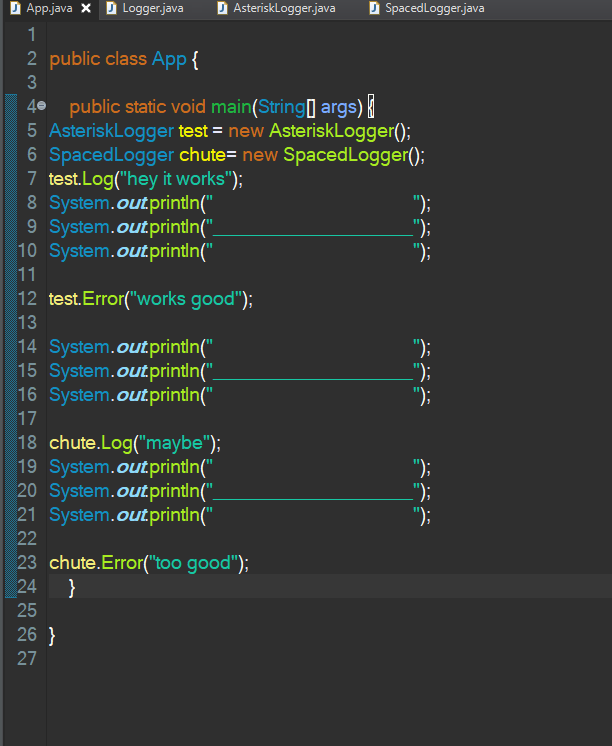 App.java Logger.java AsteriskLogger.java SpacedLogger.java
1
2 public class App {
3
4 public static void main(String[] args) {
5 AsteriskLogger test = new AsteriskLogger();
6 SpacedLogger chute= new SpacedLogger();
7 test.Log("hey it works");
8 System.out.println("                    ");
9 System.out.println("____________________");
10 System.out.println("                    ");
11
12 test.Error("works good");
13
14 System.out.println("                    ");
15 System.out.println("____________________");
16 System.out.println("                    ");
17
18 chute.Log("maybe");
19 System.out.println("                    ");
20 System.out.println("____________________");
21 System.out.println("                    ");
22
23 chute.Error("too good");
24 }
25
26 }
27